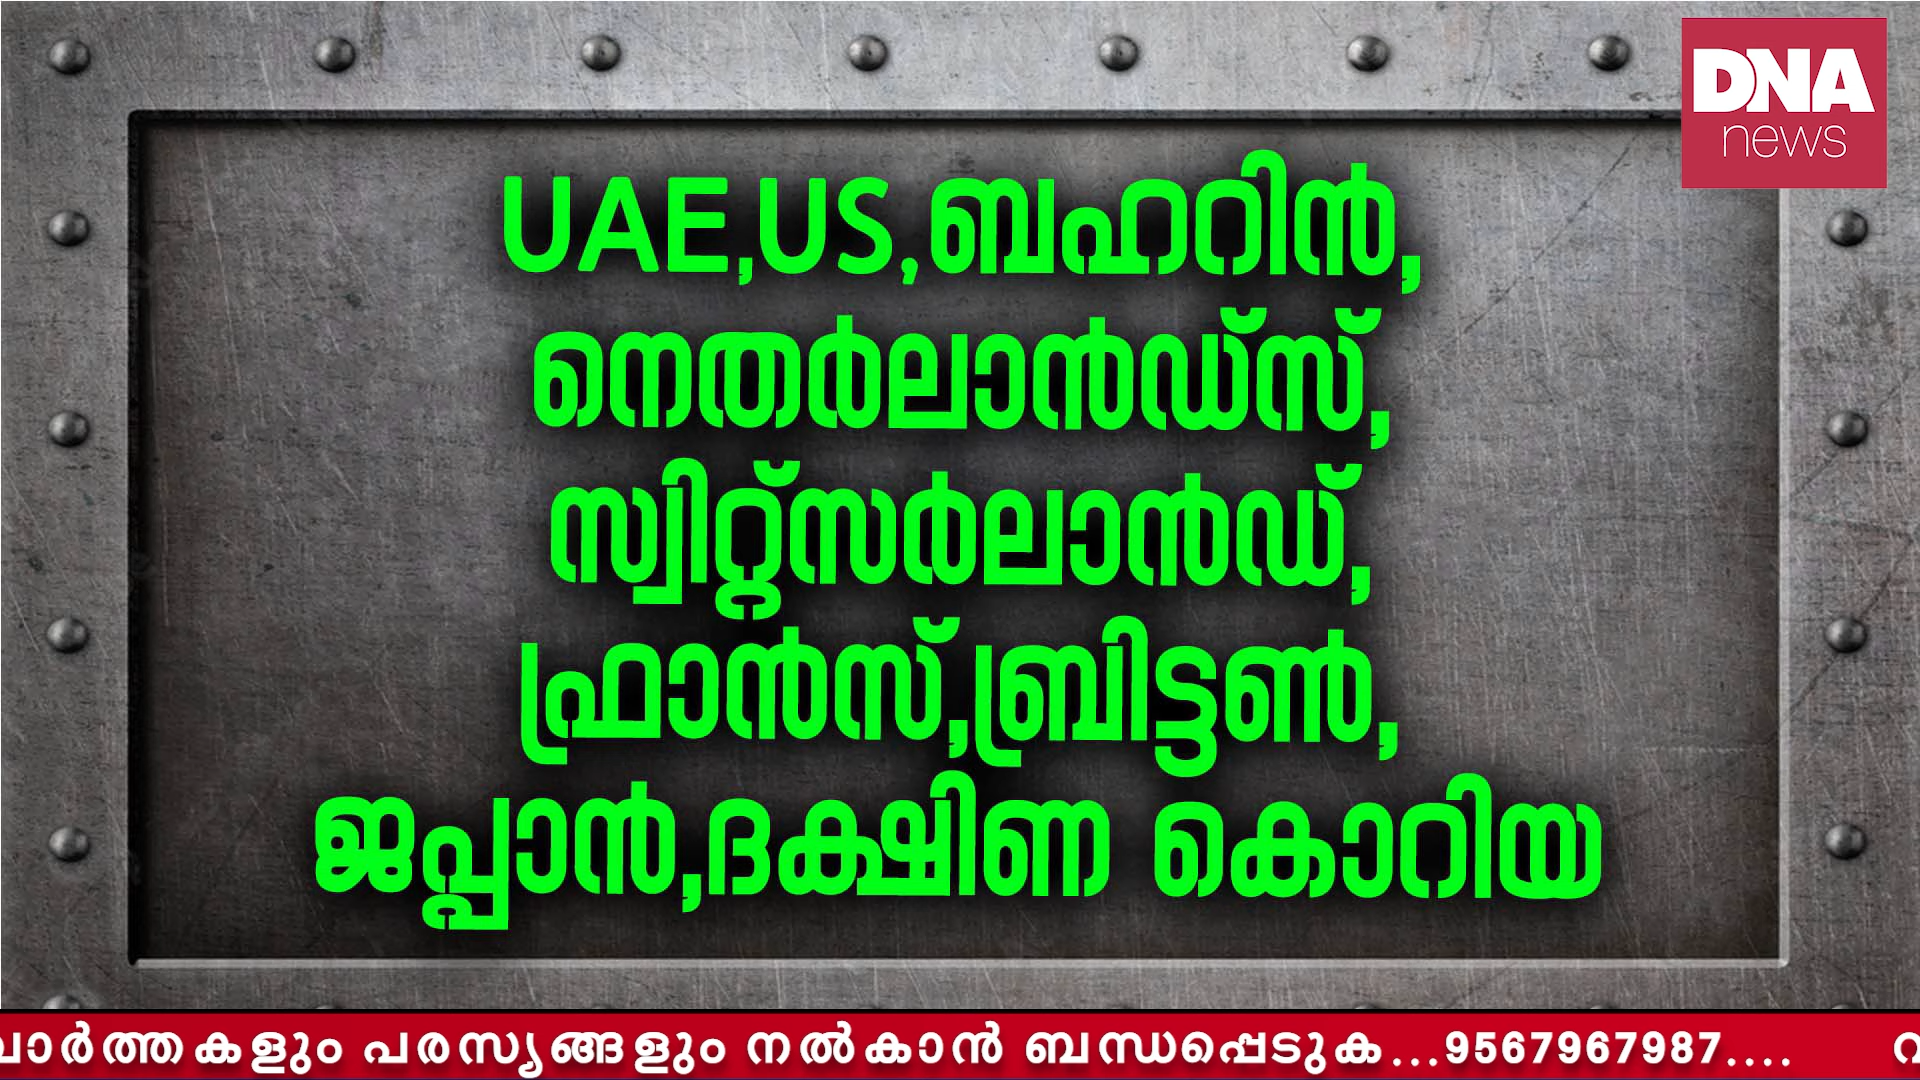 DNA
news
UAE,US,ബഹറിൻ,
നെതർലാൻഡ്സ്,
സ്വിറ്റ്സർലാൻഡ്,
ഫ്രാൻസ്,ബ്രിട്ടൺ,
ജപ്പാൻ,ദക്ഷിണ കൊറിയ
വാർത്തകളും പരസ്യങ്ങളും നൽകാൻ ബന്ധപ്പെടുക...9567967987....